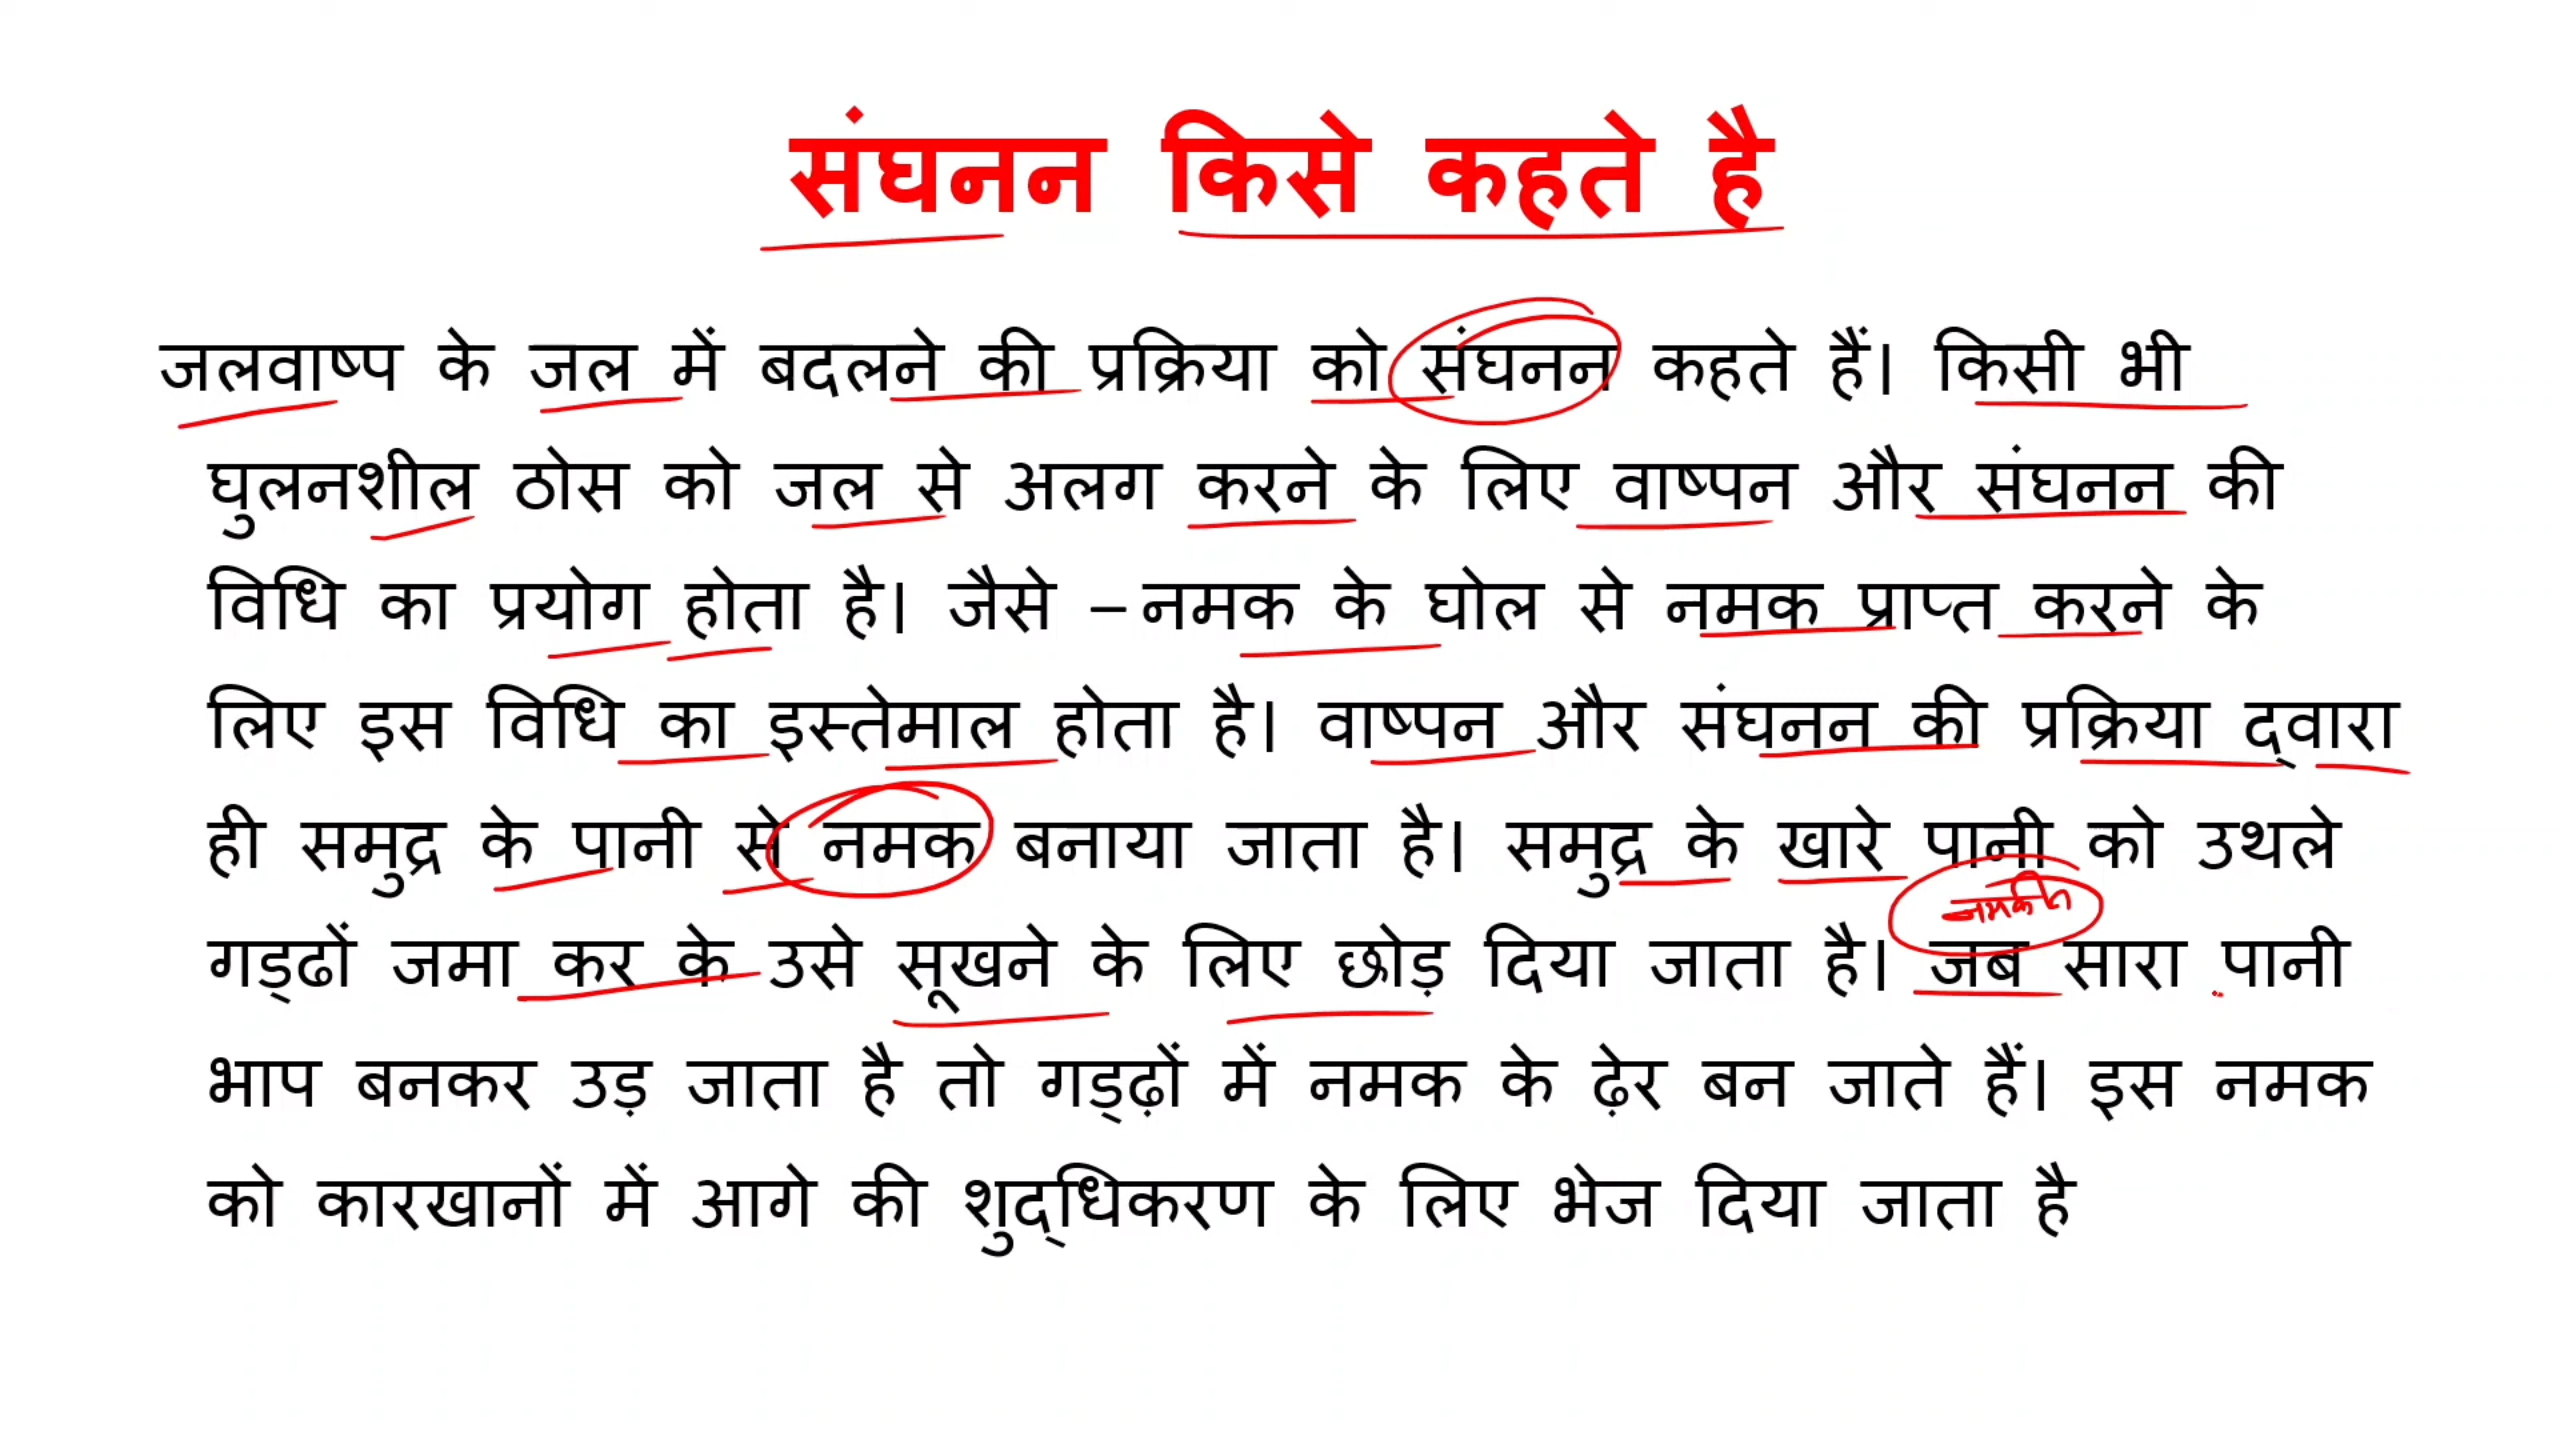 संघनन किसे कहते है
जलवाष्प के जल में बदलने की प्रक्रिया को संघनन कहते हैं। किसी भी
घुलनशील ठोस को जल से अलग करने के लिए वाष्पन और संघनन की
विधि का प्रयोग होता है। जैसे – नमक के घोल से नमक प्राप्त करने के
लिए इस विधि का इस्तेमाल होता है। वाष्पन और संघनन की प्रक्रिया द्वारा
ही समुद्र के पानी से नमक बनाया जाता है। समुद्र के खारे पानी को उथले
नमकीन
गड्ढों जमा कर के उसे सूखने के लिए छोड़ दिया जाता है। जब सारा पानी
भाप बनकर उड़ जाता है तो गड्ढ़ों में नमक के ढ़ेर बन जाते हैं। इस नमक
को कारखानों में आगे की शुद्धिकरण के लिए भेज दिया जाता है